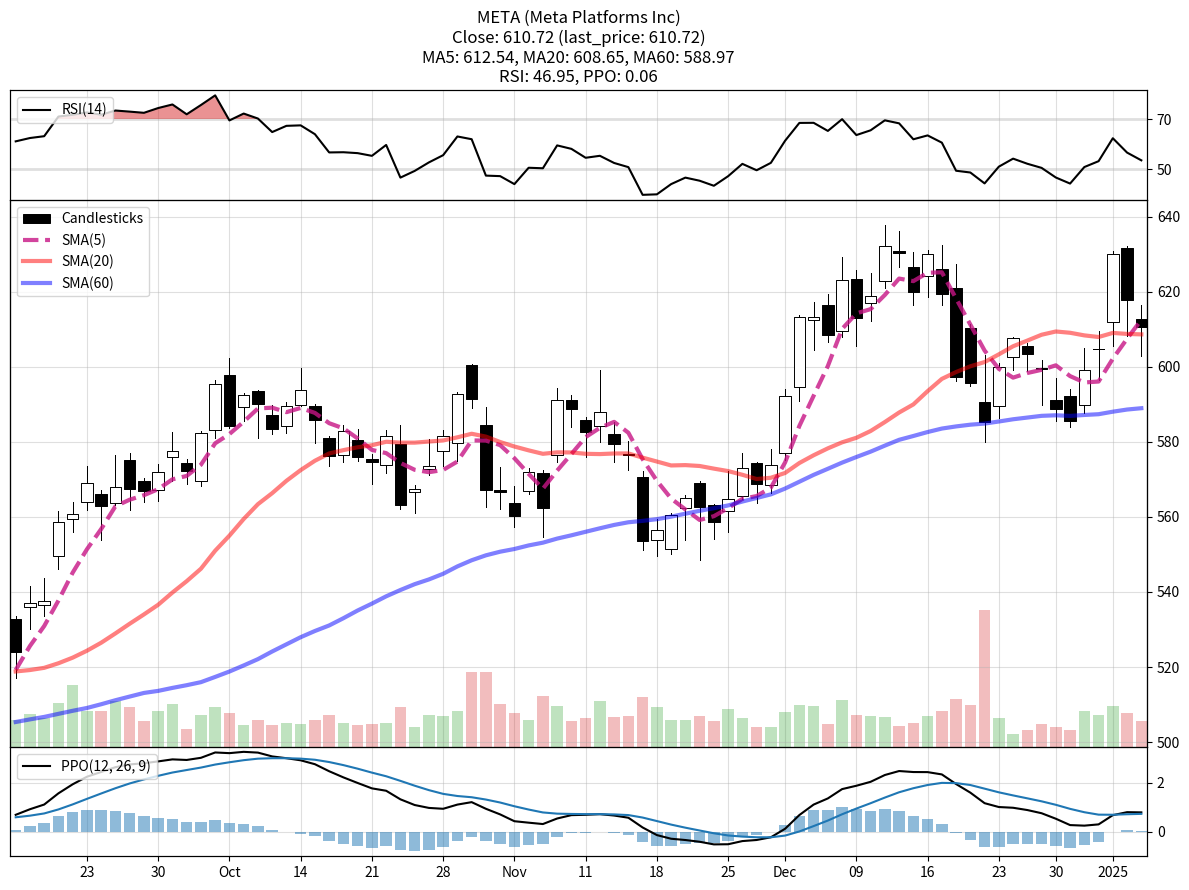 META (Meta Platforms Inc)
Close: 610.72 (last_price: 610.72)
MA5: 612.54, MA20: 608.65, MA60: 588.97
RSI: 46.95, PPO: 0.06
RSI(14)
70
50
Candlesticks
SMA(5)
SMA(20)
SMA(60)
640
620
600
580
560
540
520
500
PPO(12, 26, 9)
2
0
23 30 Oct 14 21 28 Nov 11 18 25 Dec 09 16 23 30 2025